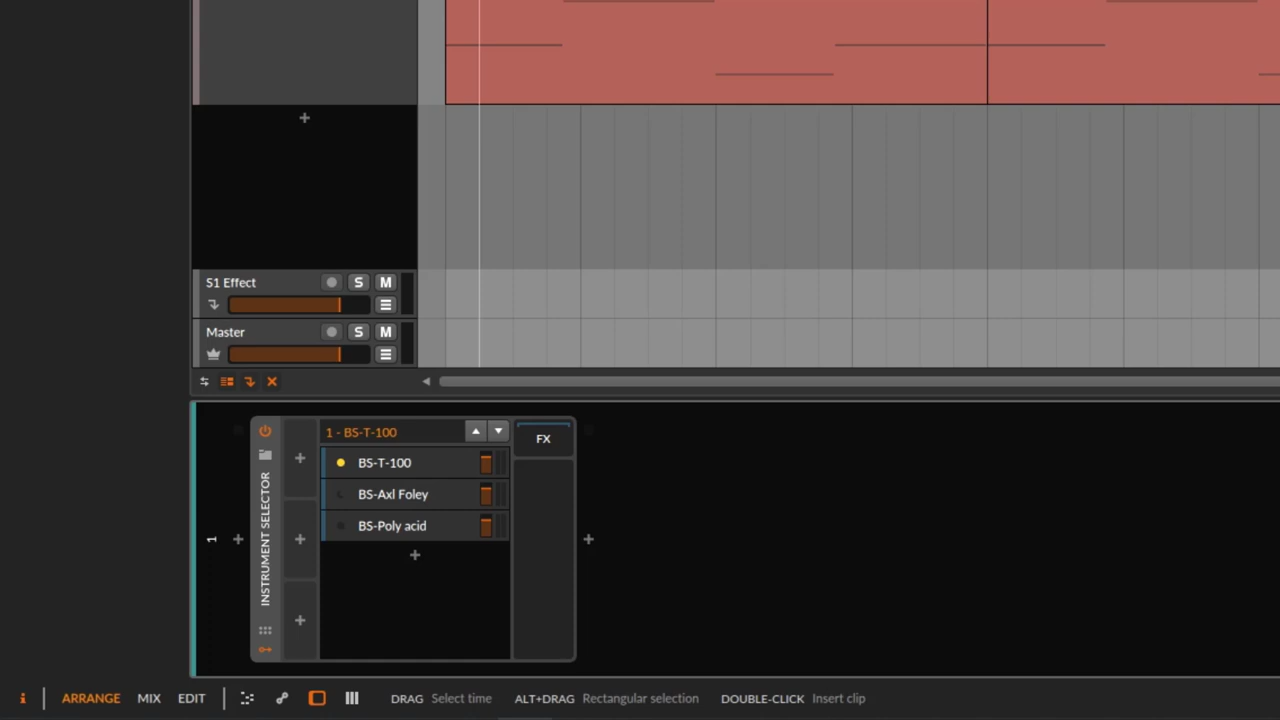 S1 Effect
S M
Master
S M
1
INSTRUMENT SELECTOR
1 - BS-T-100
BS-T-100
BS-Axl Foley
BS-Poly acid
FX
i ARRANGE MIX EDIT DRAG Select time ALT+DRAG Rectangular selection DOUBLE-CLICK Insert clip